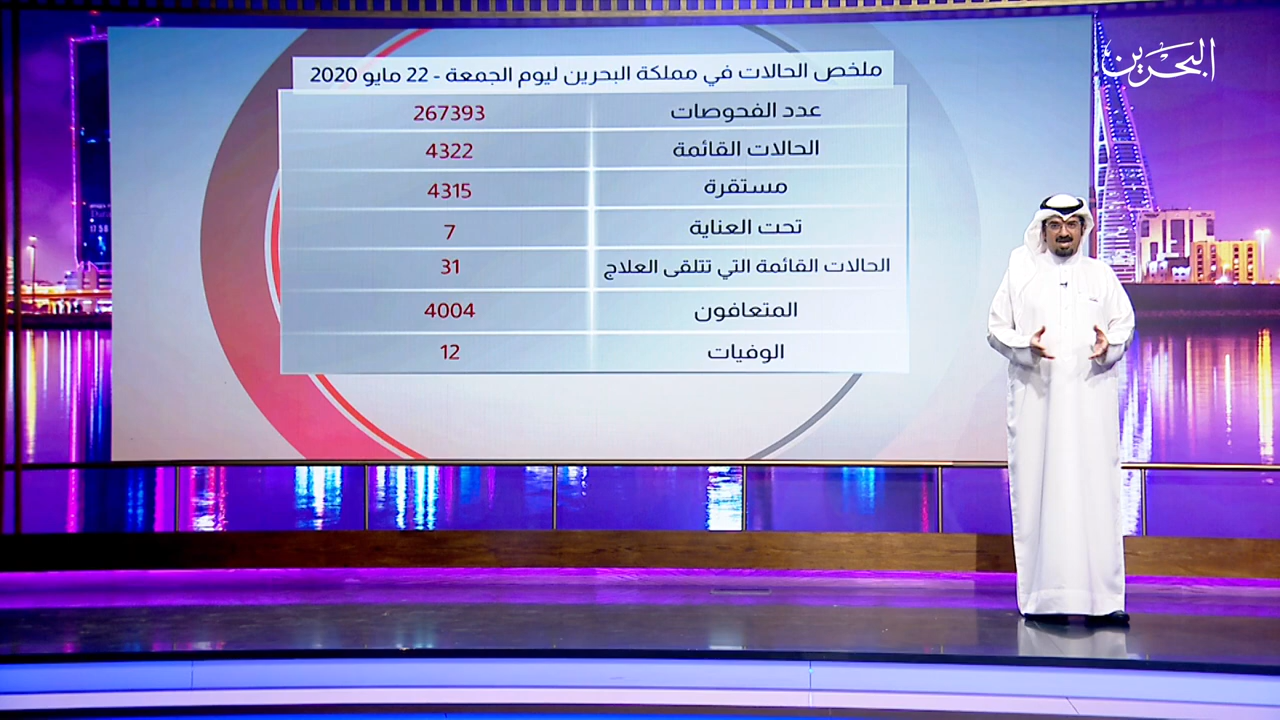 البحرين
ملخص الحالات في مملكة البحرين ليوم الجمعة - 22 مايو 2020
عدد الفحوصات 267393
الحالات القائمة 4322
مستقرة 4315
تحت العناية 7
الحالات القائمة التي تتلقى العلاج 31
المتعافون 4004
الوفيات 12